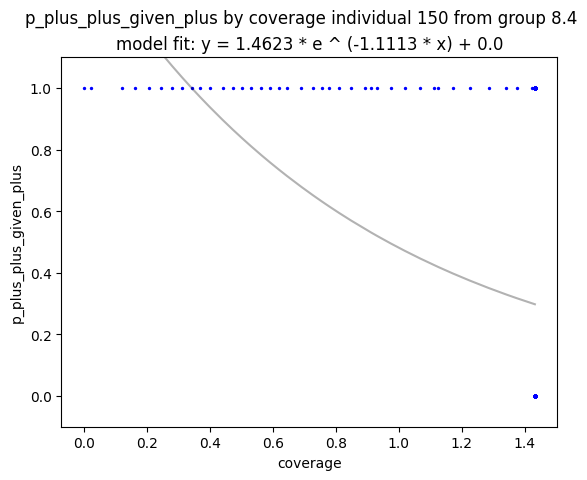 p_plus_plus_given_plus by coverage individual 150 from group 8.4
model fit: y = 1.4623 * e ^ (-1.1113 * x) + 0.0
1.0
0.8
0.6
0.4
0.2
0.0
p_plus_plus_given_plus
0.0 0.2 0.4 0.6 0.8 1.0 1.2 1.4
coverage